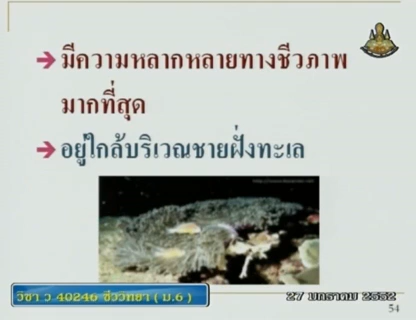 ➔ มีความหลากหลายทางชีวภาพ
มากที่สุด
➔ อยู่ใกล้บริเวณชายฝั่งทะเล
วิชา ว 40246 ชีววิทยา ( ม.6 )
27 มกราคม 2552
54